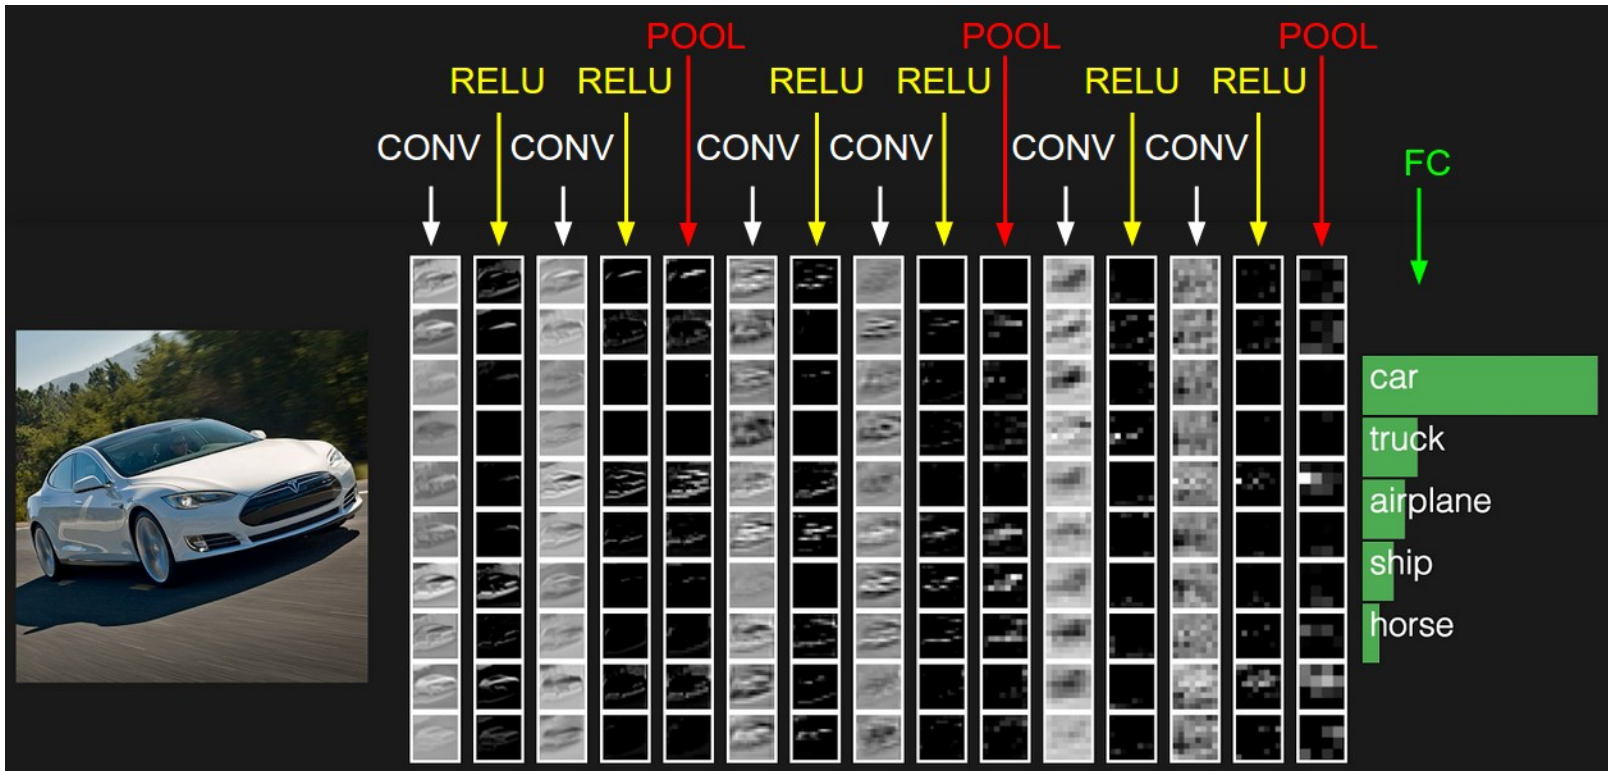 POOL POOL POOL
RELU RELU RELU RELU RELU RELU
CONV CONV CONV CONV CONV CONV
FC
car
truck
airplane
ship
horse